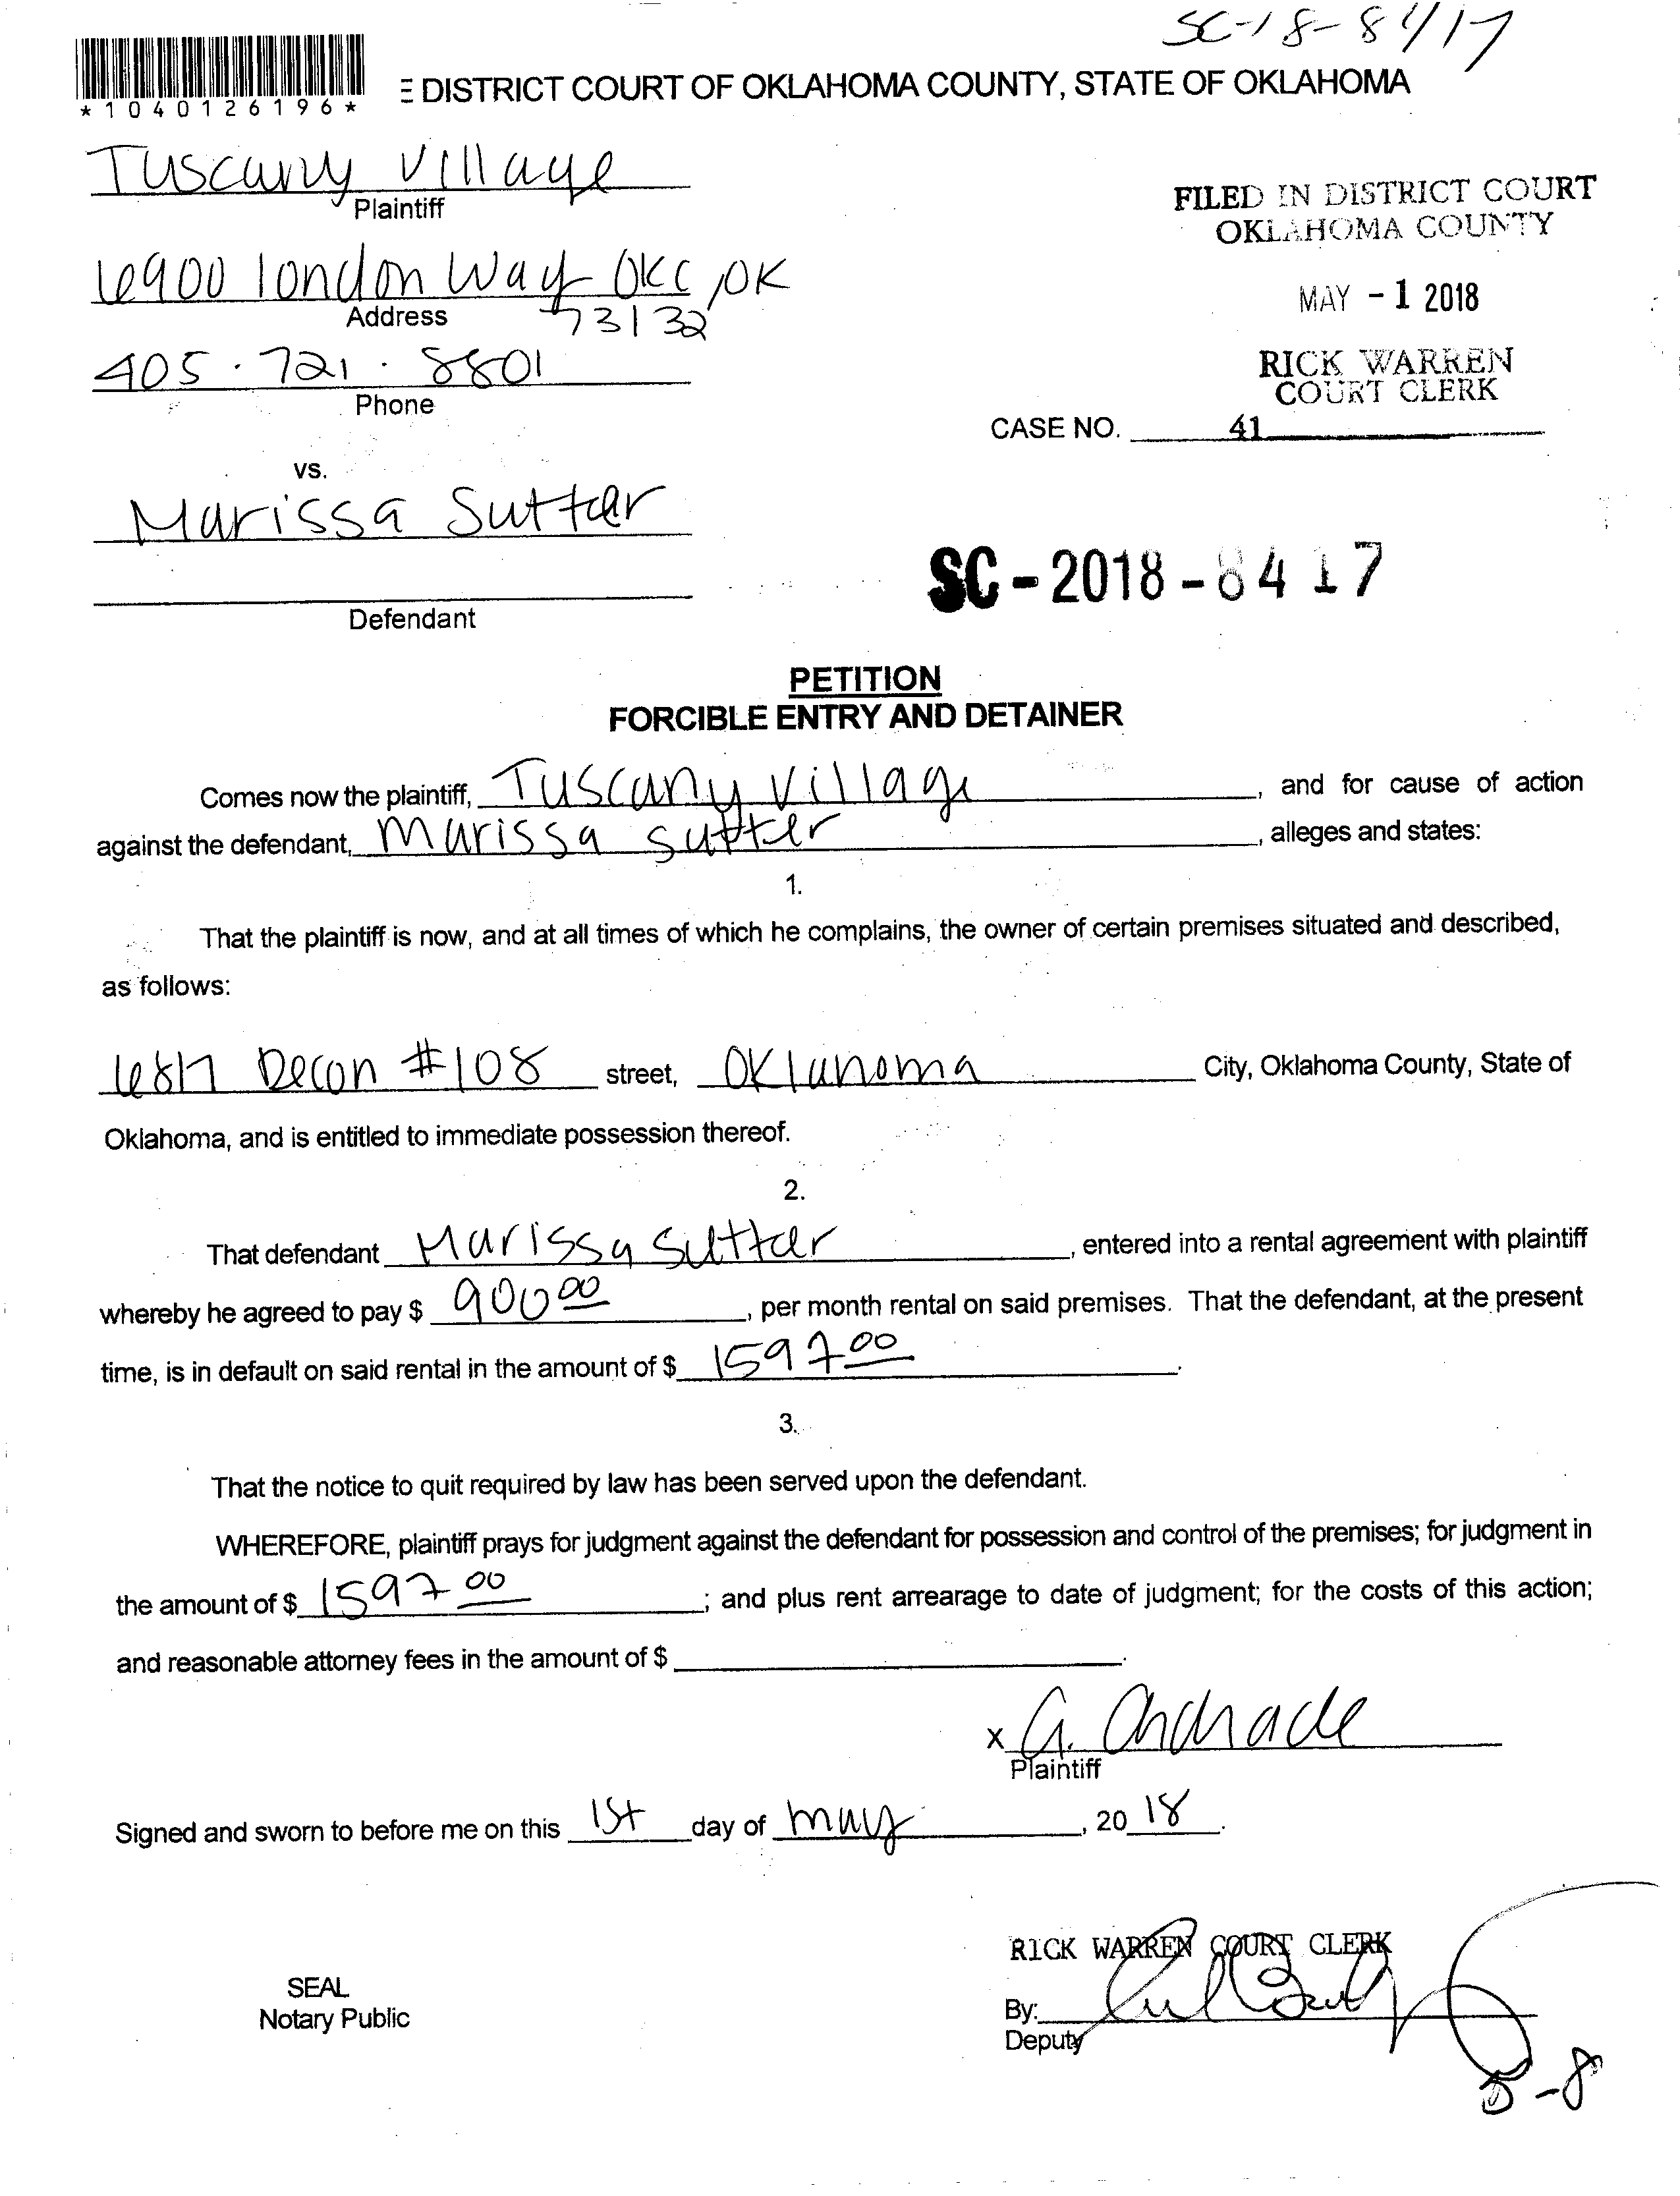 SC-18-8417
*1040126196*
E DISTRICT COURT OF OKLAHOMA COUNTY, STATE OF OKLAHOMA
Tuscany Village
Plaintiff
FILED IN DISTRICT COURT
OKLAHOMA COUNTY
6900 london Way OKC, OK
Address 73132
MAY - 1 2018
405.721.8801
Phone
RICK WARREN
COURT CLERK
CASE NO. 41
vs.
Marissa Sutter
SC - 2018 - 8417
Defendant
PETITION
FORCIBLE ENTRY AND DETAINER
Comes now the plaintiff, Tuscany Village, and for cause of action
against the defendant, Marissa Sutter, alleges and states:
1.
That the plaintiff is now, and at all times of which he complains, the owner of certain premises situated and described,
as follows:
6817 Decon #108 street, Oklahoma City, Oklahoma County, State of
Oklahoma, and is entitled to immediate possession thereof.
2.
That defendant Marissa Sutter, entered into a rental agreement with plaintiff
whereby he agreed to pay $ 900 00, per month rental on said premises. That the defendant, at the present
time, is in default on said rental in the amount of $ 1597 00.
3.
That the notice to quit required by law has been served upon the defendant.
WHEREFORE, plaintiff prays for judgment against the defendant for possession and control of the premises; for judgment in
the amount of $ 1597 00; and plus rent arrearage to date of judgment; for the costs of this action;
and reasonable attorney fees in the amount of $
x G. Andrade
Plaintiff
Signed and sworn to before me on this 1st day of may, 20 18.
RICK WARREN COURT CLERK
SEAL
Notary Public
By:
Deputy
5-8